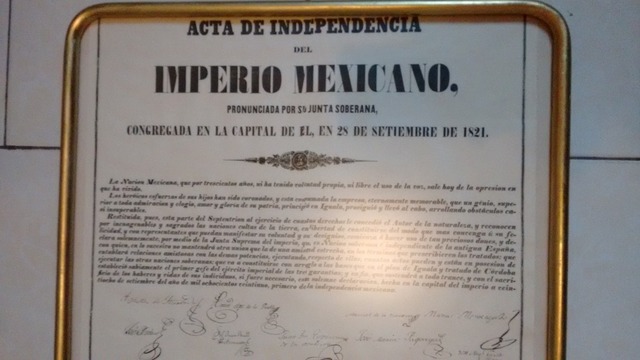 ACTA DE INDEPENDENCIA
DEL
IMPERIO MEXICANO,
PRONUNCIADA POR Su JUNTA SOBERANA,
CONGREGADA EN LA CAPITAL DE EL, EN 28 DE SETIEMBRE DE 1821.
La Nacion Mexicana, que por trescientos años, ni ha tenido voluntad propia, ni libre el uso de la voz, sale hoy de la opresion en
que ha vivido.
Los heróicos esfuerzos de sus hijos han sido coronados, y está consumada la empresa, eternamente memorable, que un genio, supe-
rior á toda admiracion y elogio, amor y gloria de su patria, principió en Iguala, prosiguió y llevó al cabo, arrollando obstáculos ca-
si insuperables.
Restituida, pues, esta parte del Septentrion al ejercicio de cuantos derechos le concedió el Autor de la naturaleza, y reconocen
por inenagenables y sagrados las naciones cultas de la tierra, en libertad de constituirse del modo que mas convenga á su fe-
licidad, y con representantes que puedan manifestar su voluntad y sus designios, comienza á hacer uso de tan preciosos dones, y de-
clara solemnemente, por medio de la Junta Suprema del imperio, que es Nacion soberana é independiente de la antigua España,
con quien, en lo sucesivo no mantendrá otra union que la de una amistad estrecha, en los términos que prescribieren los tratados: que
establecerá relaciones amistosas con las demas potencias, ejecutando, respecto de ellas, cuantos actos pueden y están en posesion de
ejecutar las otras naciones soberanas: que va á constituirse con arreglo á las bases que en el plan de Iguala y tratado de Córdoba
estableció sabiamente el primer gefe del ejército imperial de las tres garantías; y en fin, que sostendrá á todo trance, y con el sacri-
ficio de los haberes y vidas de sus individuos, si fuere necesario, esta solemne declaracion, hecha en la capital del imperio á vein-
tiocho de setiembre del año de mil ochocientos veintiuno, primero de la independencia mexicana.